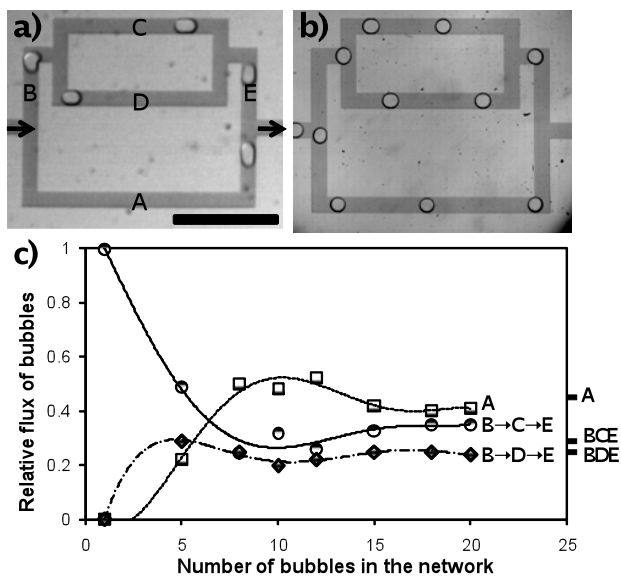 a)
C
B
D
E
A
b)
c)
Relative flux of bubbles
1
0.8
0.6
0.4
0.2
0
A
B→C→E
B→D→E
A
BCE
BDE
0 5 10 15 20 25
Number of bubbles in the network